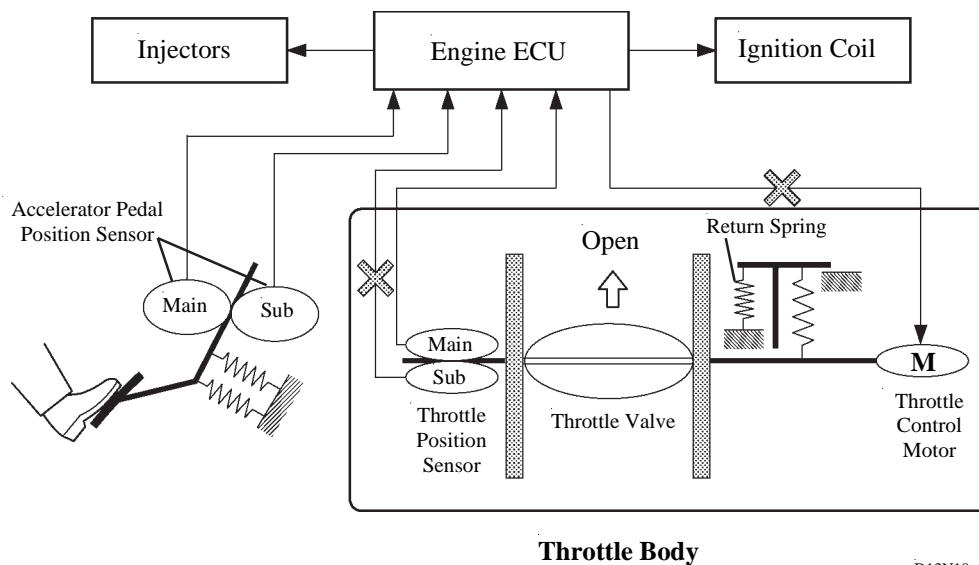 Injectors
Engine ECU
Ignition Coil
Accelerator Pedal
Position Sensor
Main
Sub
Return Spring
Open
Main
Sub
M
Throttle
Position
Sensor
Throttle Valve
Throttle
Control
Motor
Throttle Body